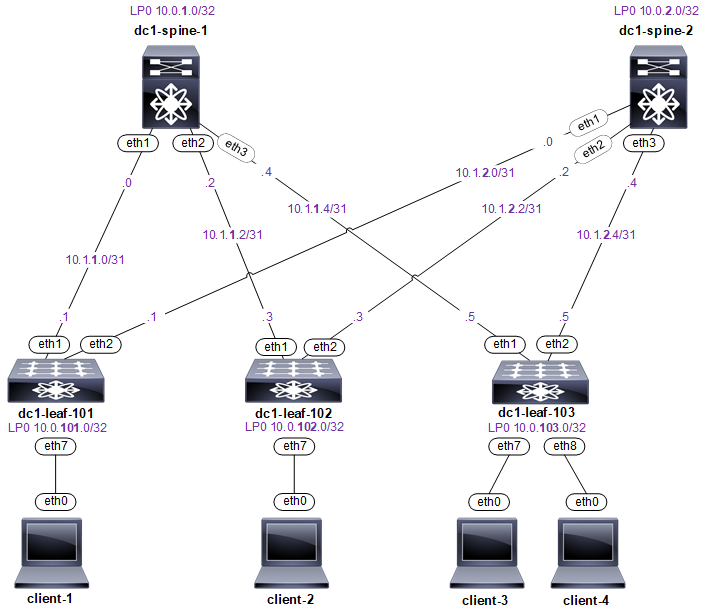 LP0 10.0.1.0/32
LP0 10.0.2.0/32
dc1-spine-1
dc1-spine-2
eth1
eth2
eth3
eth1
eth2
eth3
.0
.2
.4
.0
.2
.4
10.1.2.0/31
10.1.1.4/31
10.1.2.2/31
10.1.1.2/31
10.1.2.4/31
10.1.1.0/31
.1
.1
.3
.3
.5
.5
eth1
eth2
eth1
eth2
eth1
eth2
dc1-leaf-101
dc1-leaf-102
dc1-leaf-103
LP0 10.0.101.0/32
LP0 10.0.102.0/32
LP0 10.0.103.0/32
eth7
eth7
eth7
eth8
eth0
eth0
eth0
eth0
client-1
client-2
client-3
client-4